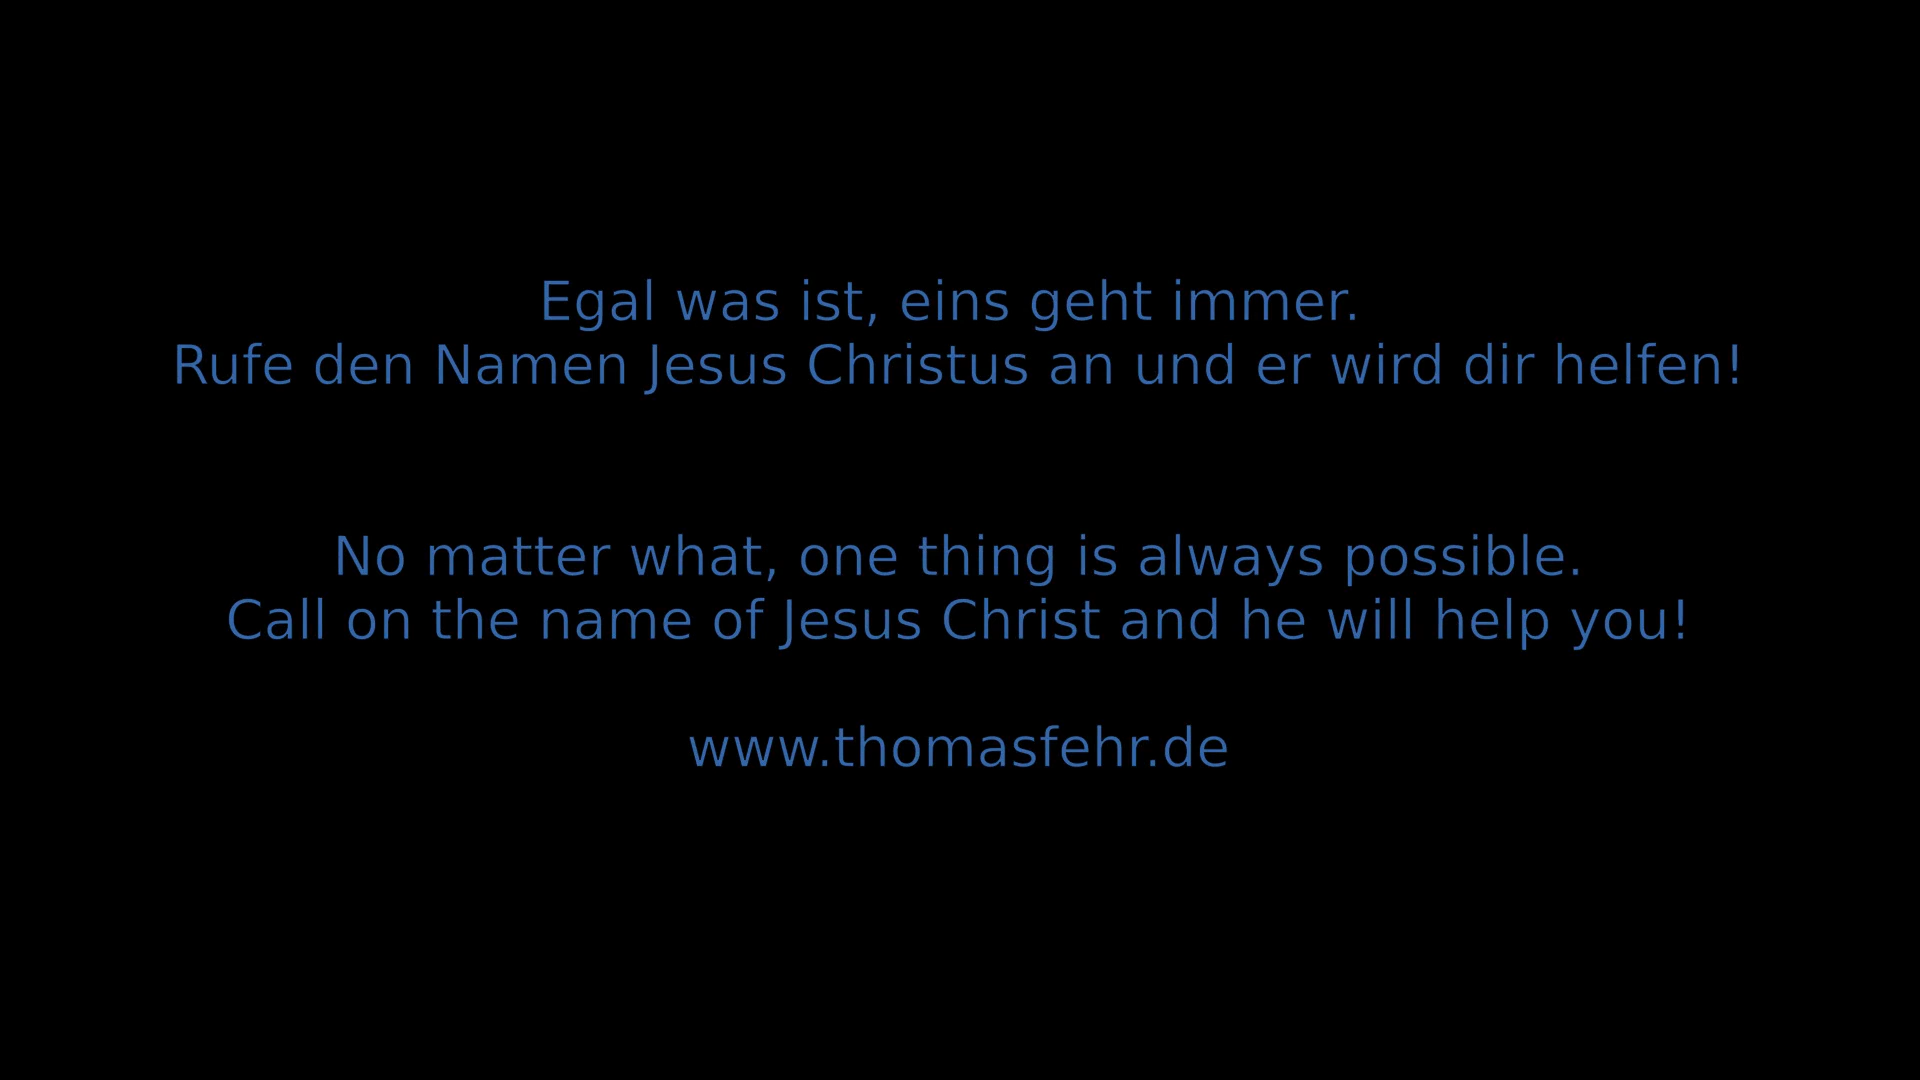 Egal was ist, eins geht immer.
Rufe den Namen Jesus Christus an und er wird dir helfen!
No matter what, one thing is always possible.
Call on the name of Jesus Christ and he will help you!
www.thomasfehr.de